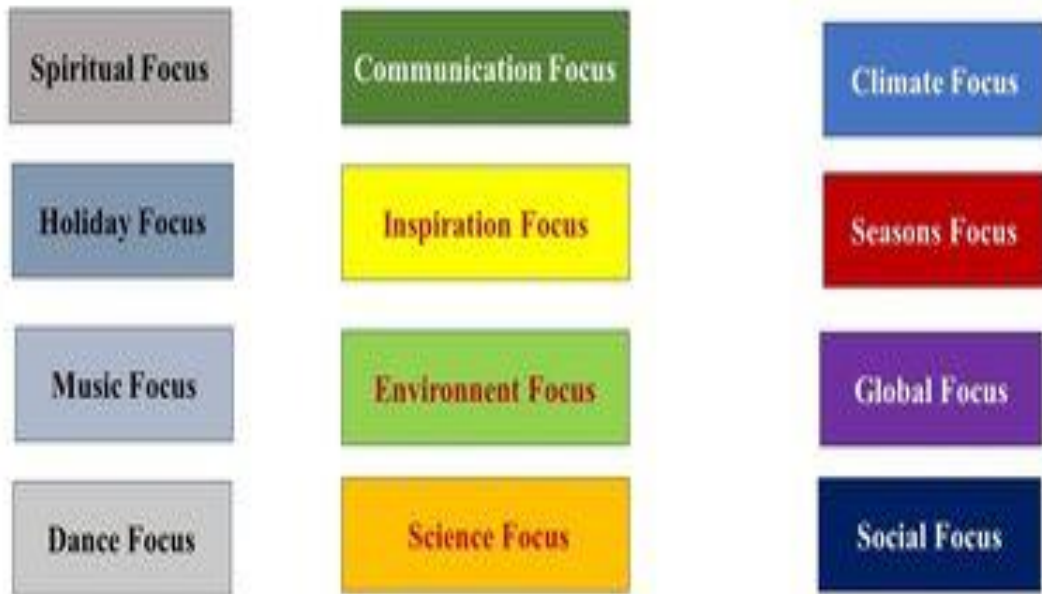 Spiritual Focus
Communication Focus
Climate Focus
Holiday Focus
Inspiration Focus
Seasons Focus
Music Focus
Environment Focus
Global Focus
Dance Focus
Science Focus
Social Focus